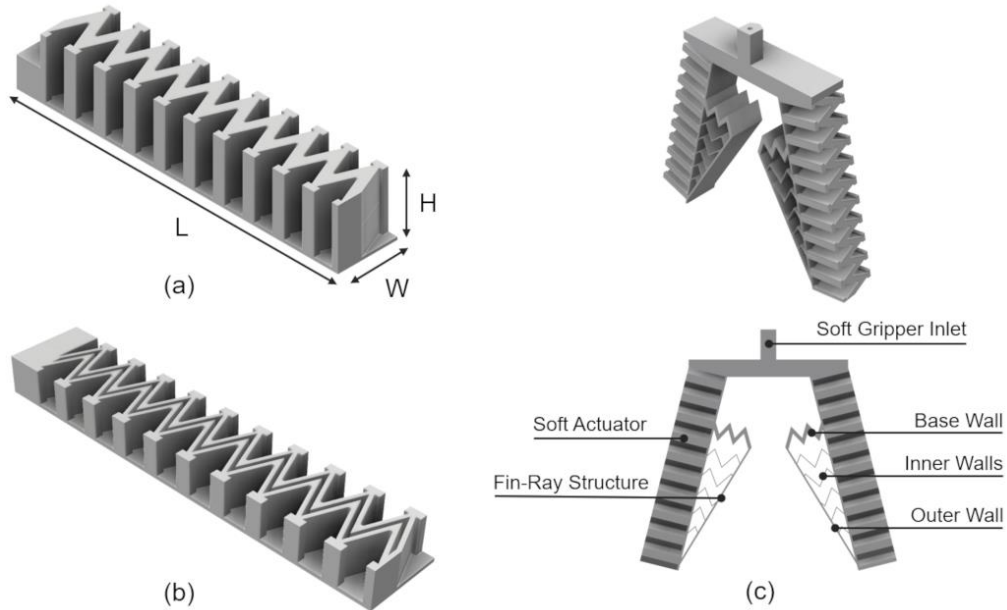 H
L
W
(a)
(b)
Soft Gripper Inlet
Soft Actuator
Base Wall
Inner Walls
Fin-Ray Structure
Outer Wall
(c)